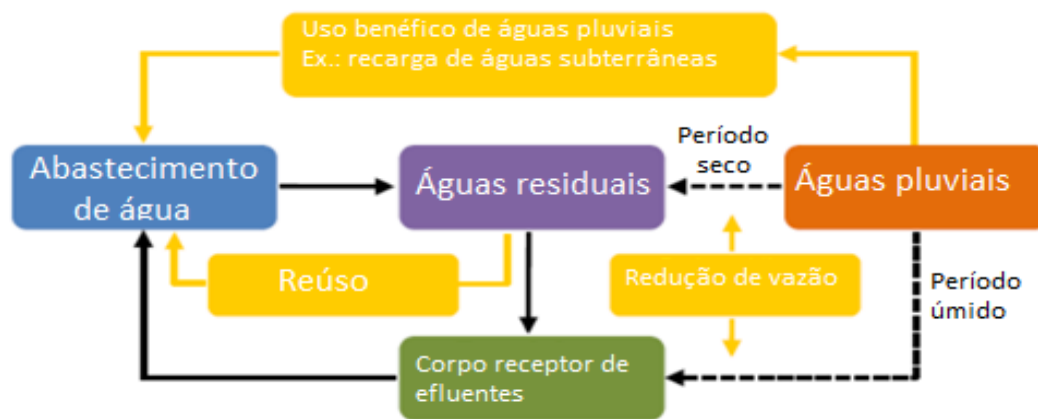 Uso benéfico de águas pluviais
Ex.: recarga de águas subterrâneas
Abastecimento
de água
Águas residuais
Período
seco
Águas pluviais
Reúso
Redução de vazão
Período
úmido
Corpo receptor de
efluentes